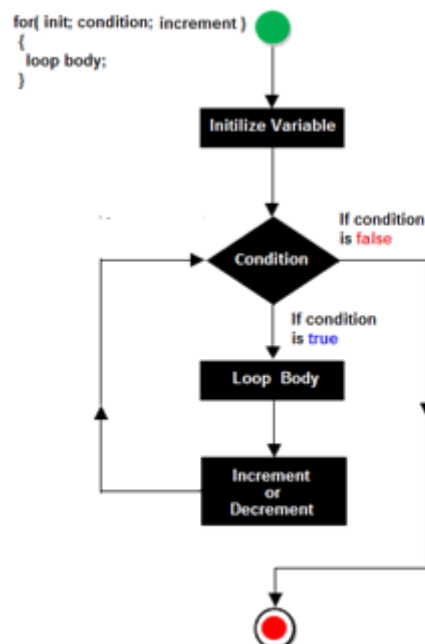 for( init; condition; increment )
{
loop body;
}
Initilize Variable
If condition
is false
Condition
If condition
is true
Loop Body
Increment
or
Decrement